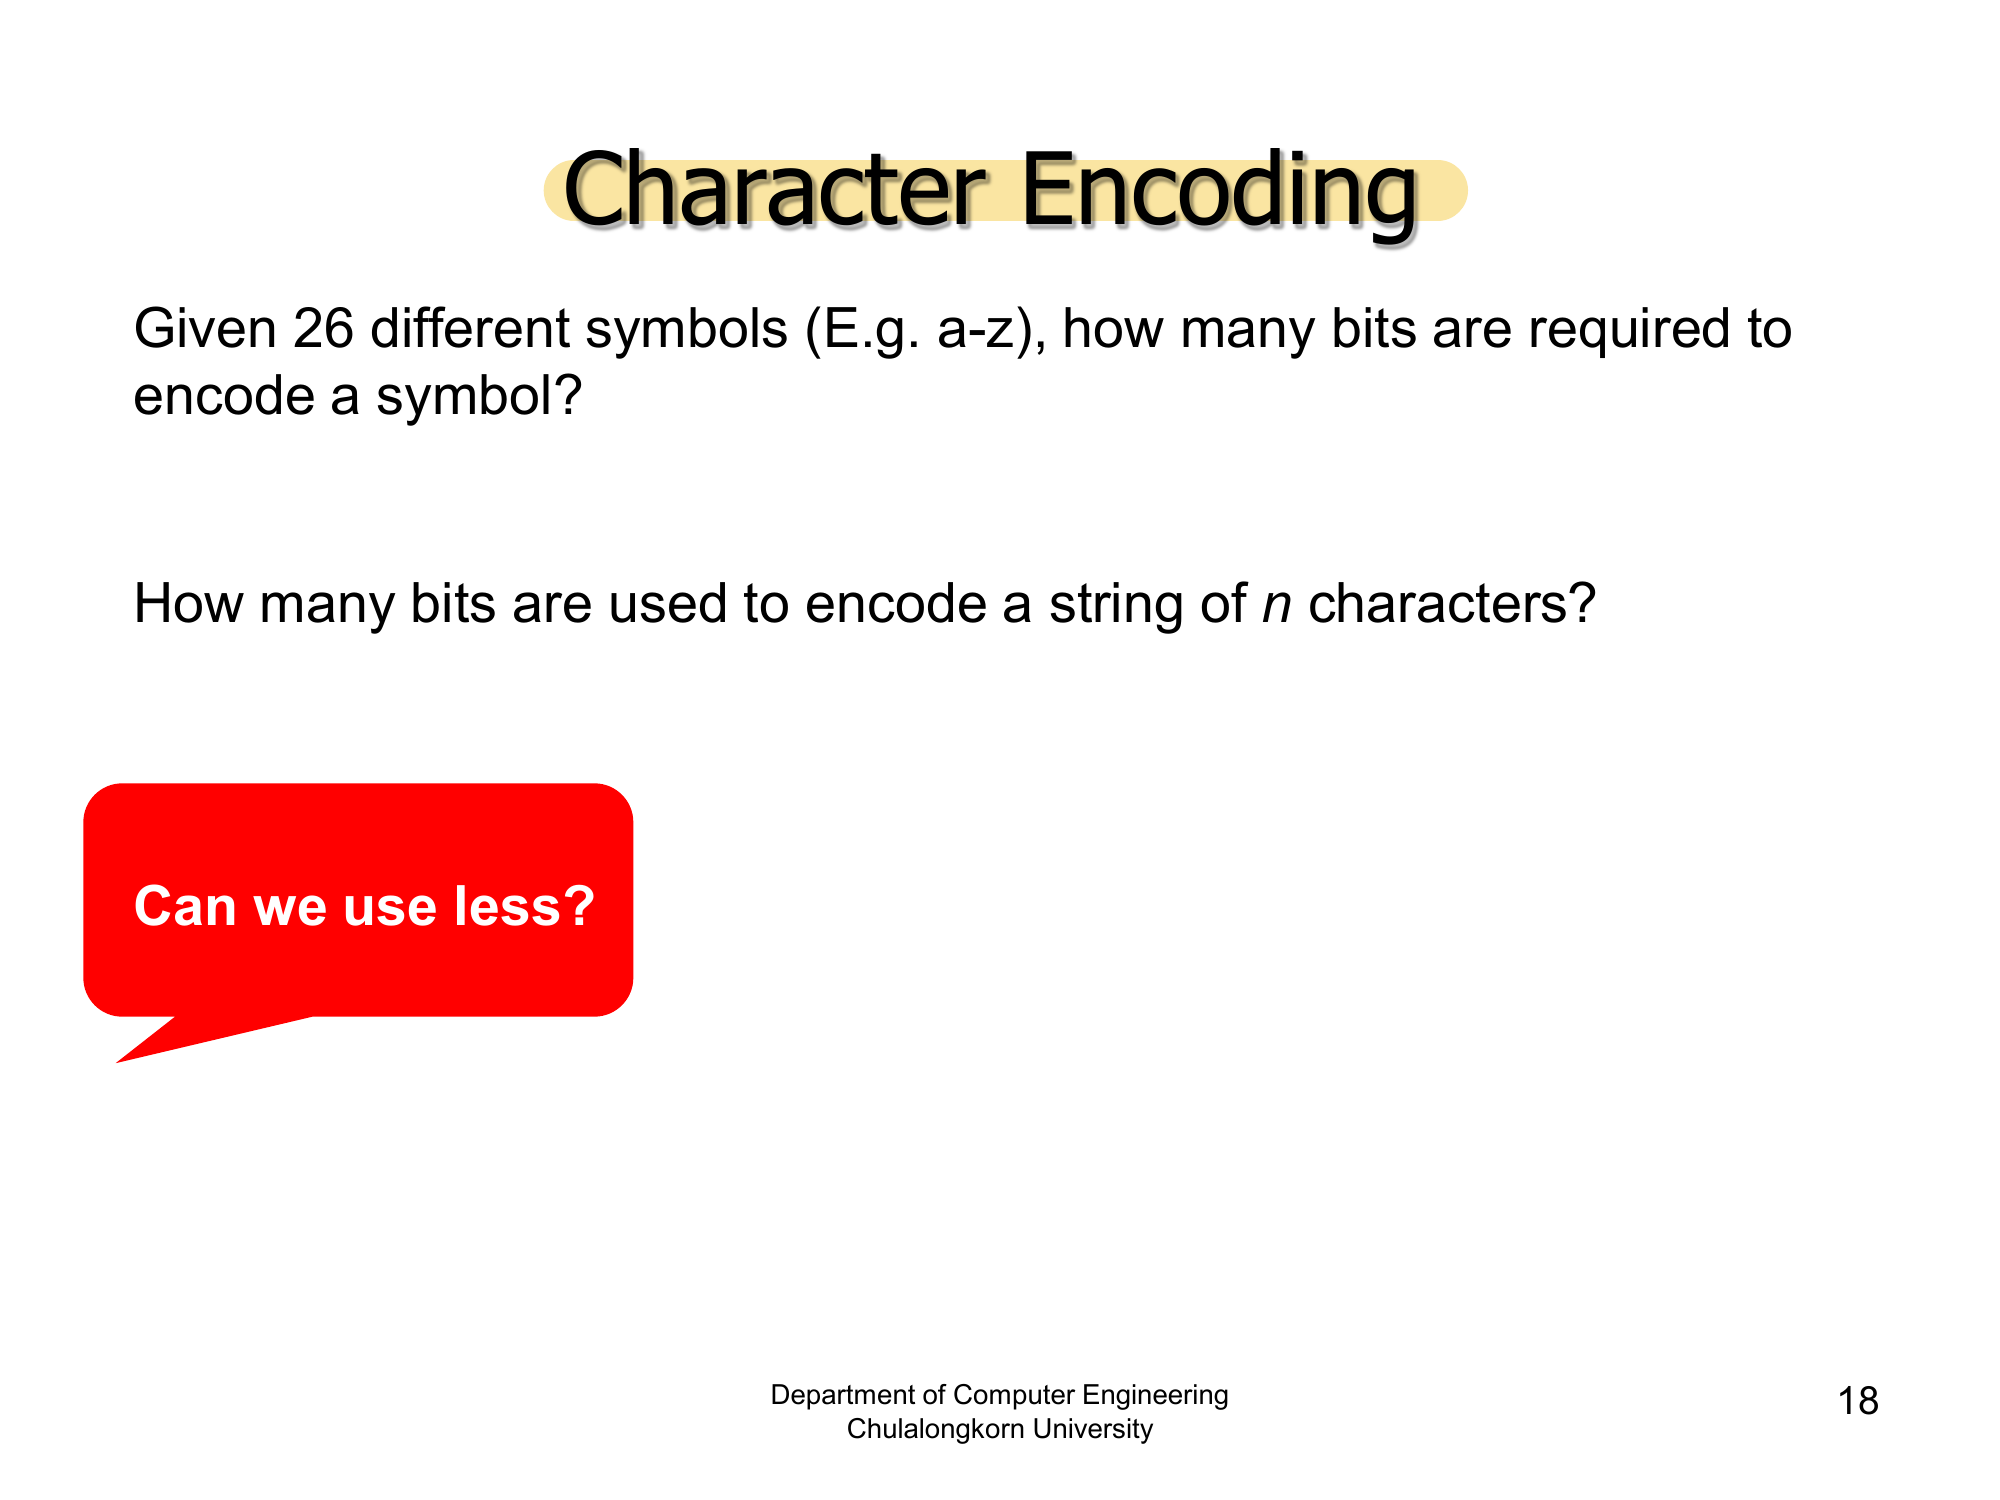 Character Encoding
Given 26 different symbols (E.g. a-z), how many bits are required to
encode a symbol?
How many bits are used to encode a string of n characters?
Can we use less?
Department of Computer Engineering
Chulalongkorn University
18